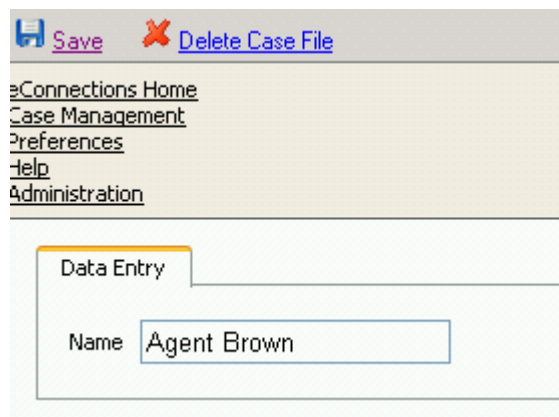 Save Delete Case File
eConnections Home
Case Management
Preferences
Help
Administration
Data Entry
Name Agent Brown